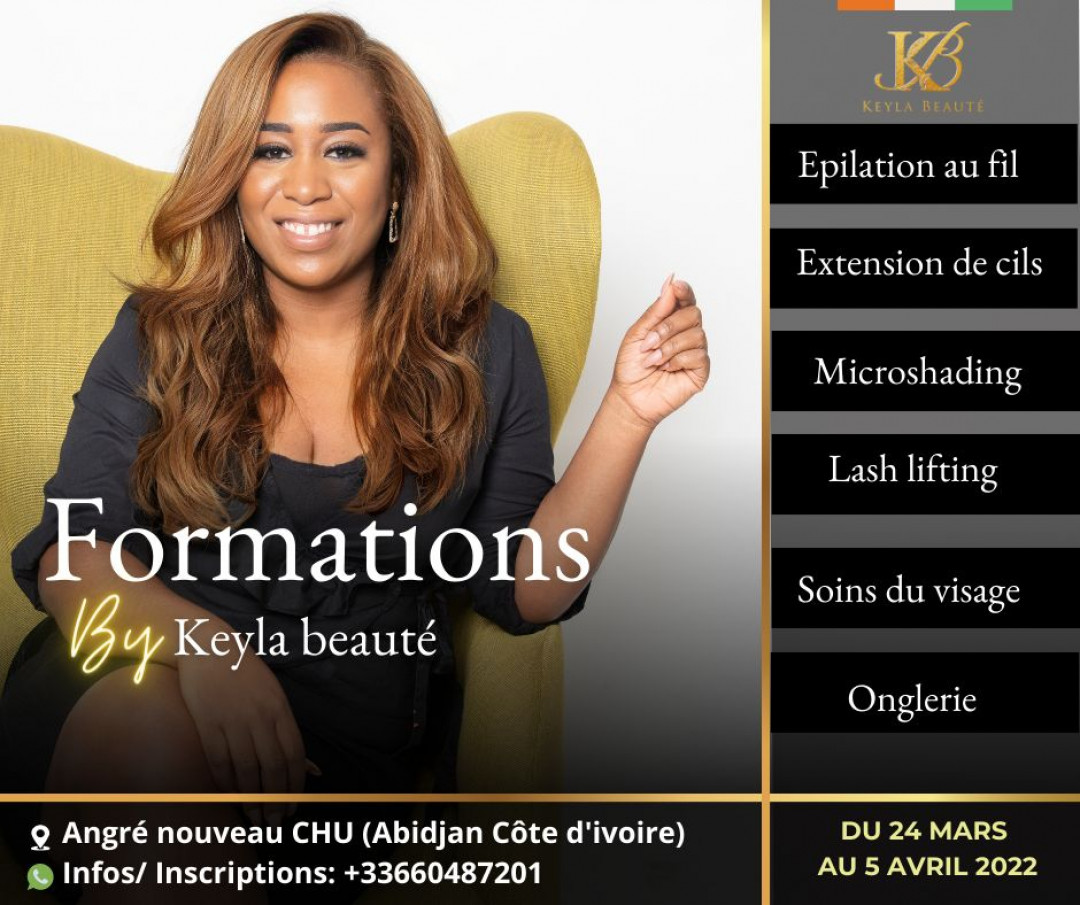 KB
KEYLA BEAUTÉ
Epilation au fil
Extension de cils
Microshading
Lash lifting
Soins du visage
Onglerie
Formations
By Keyla beauté
Angré nouveau CHU (Abidjan Côte d'ivoire)
Infos/ Inscriptions: +33660487201
DU 24 MARS
AU 5 AVRIL 2022